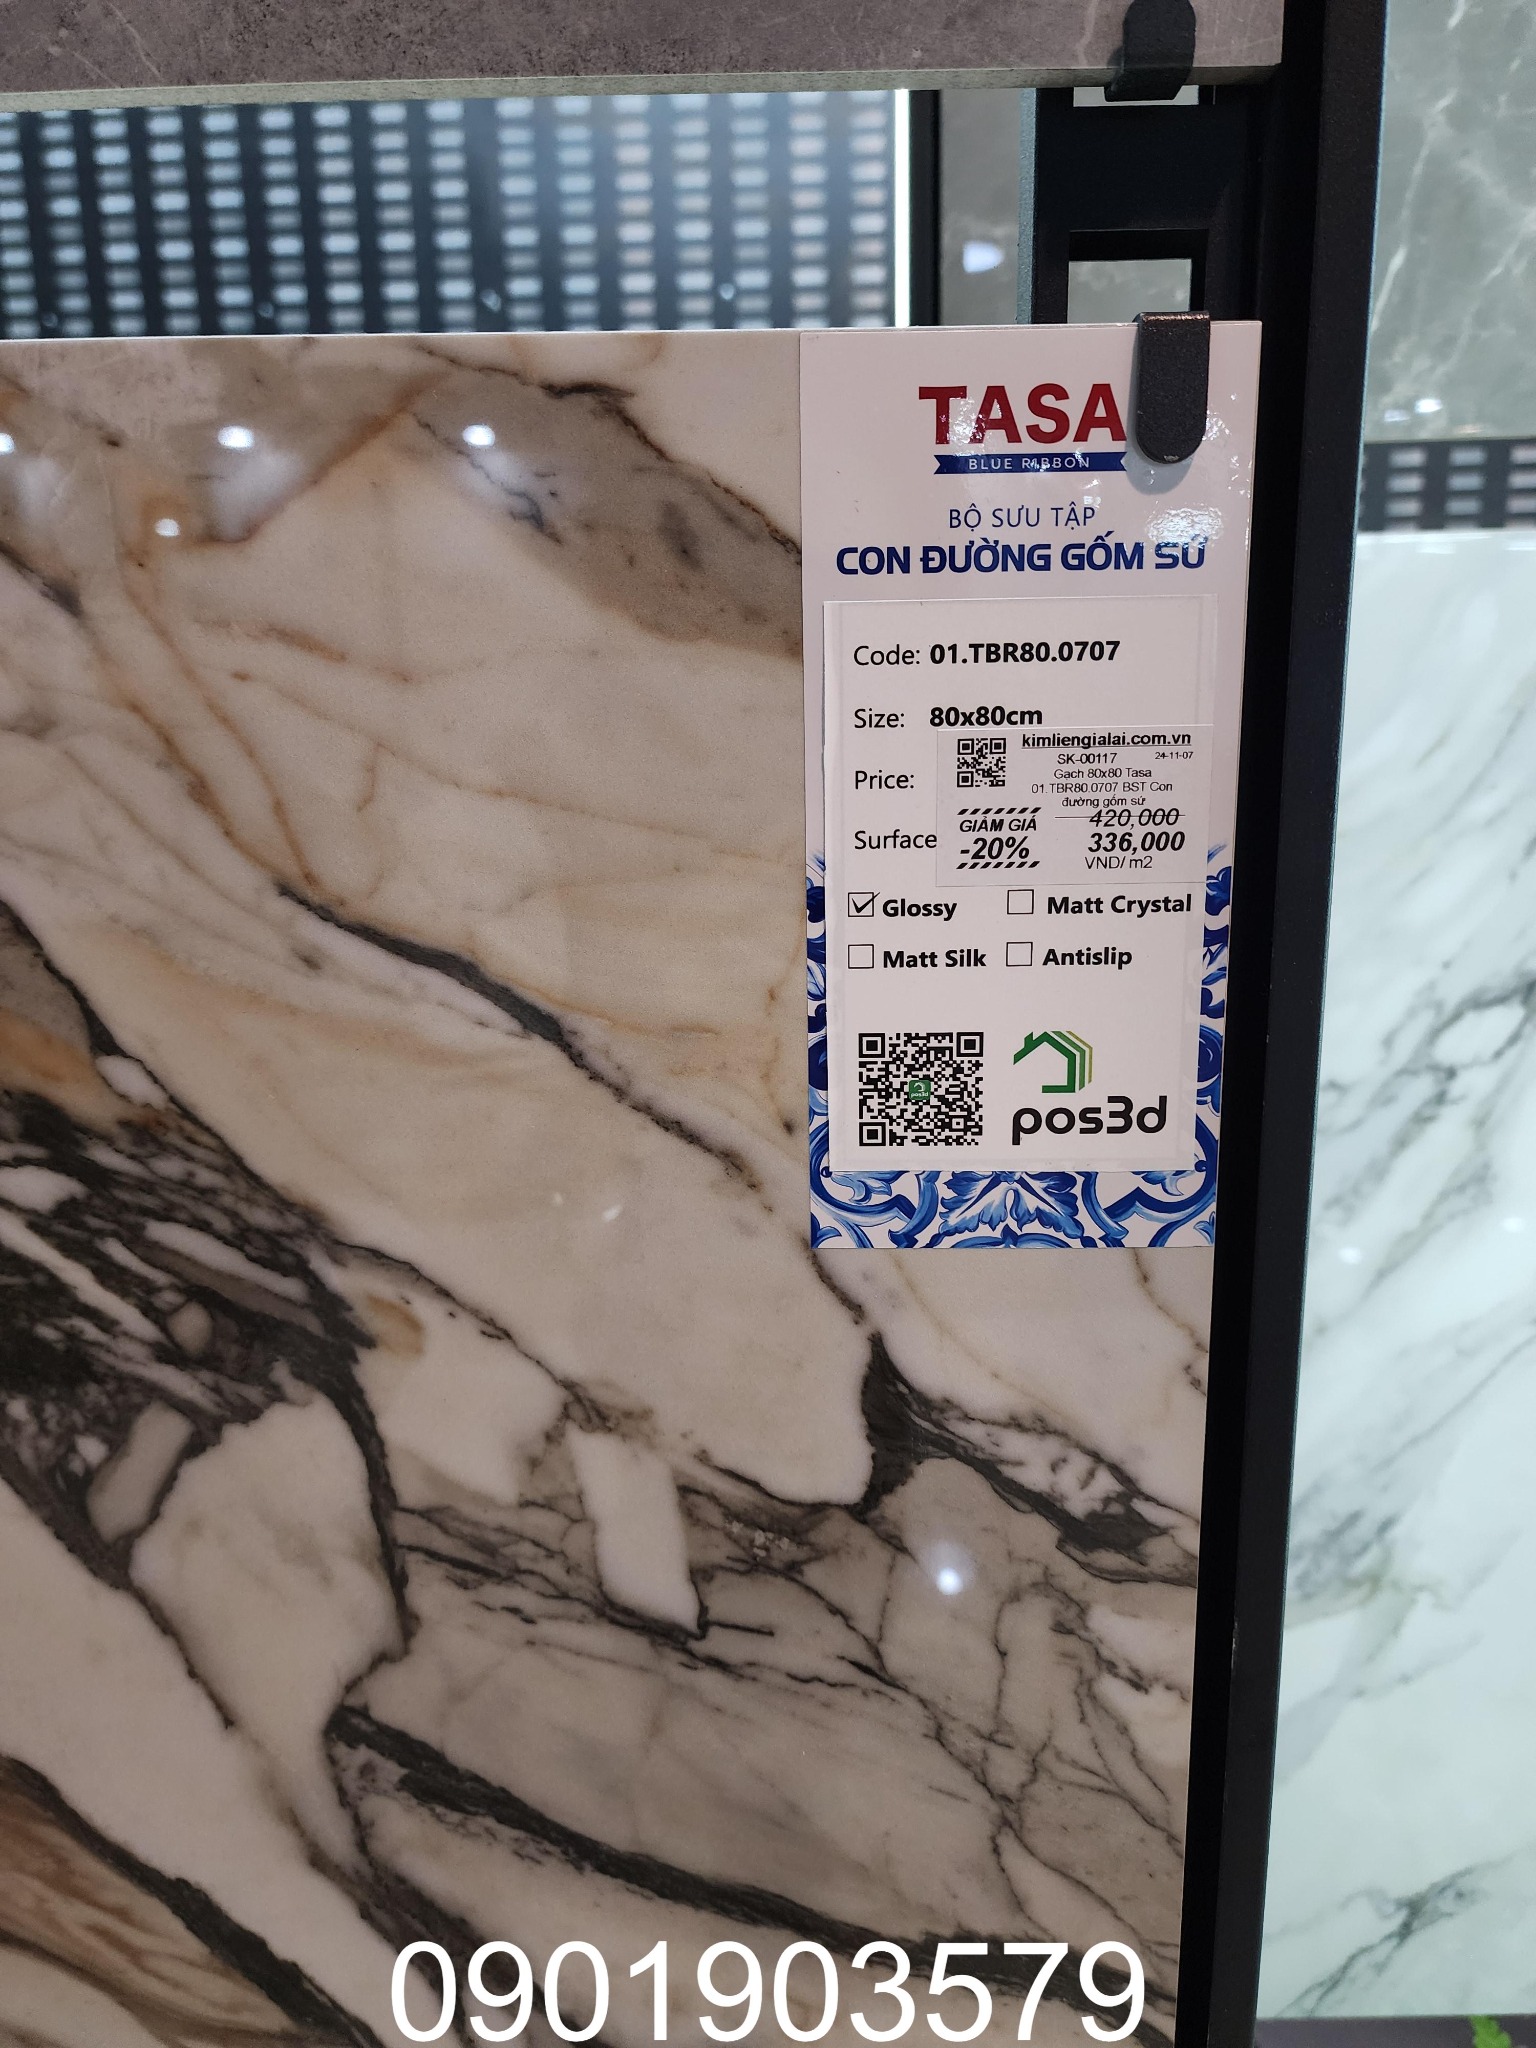 TASA
BLUE RIBBON
BỘ SƯU TẬP
CON ĐƯỜNG GỐM SỨ
Code: 01.TBR80.0707
Size: 80x80cm
kimliengialai.com.vn
SK-00117 24-11-07
Gạch 80x80 Tasa
01.TBR80.0707 BST Con
đường gốm sứ
Price:
GIẢM GIÁ 420,000
-20% 336,000
VND/ m2
Surface
Glossy Matt Crystal
Matt Silk Antislip
pos3d
pos3d
0901903579